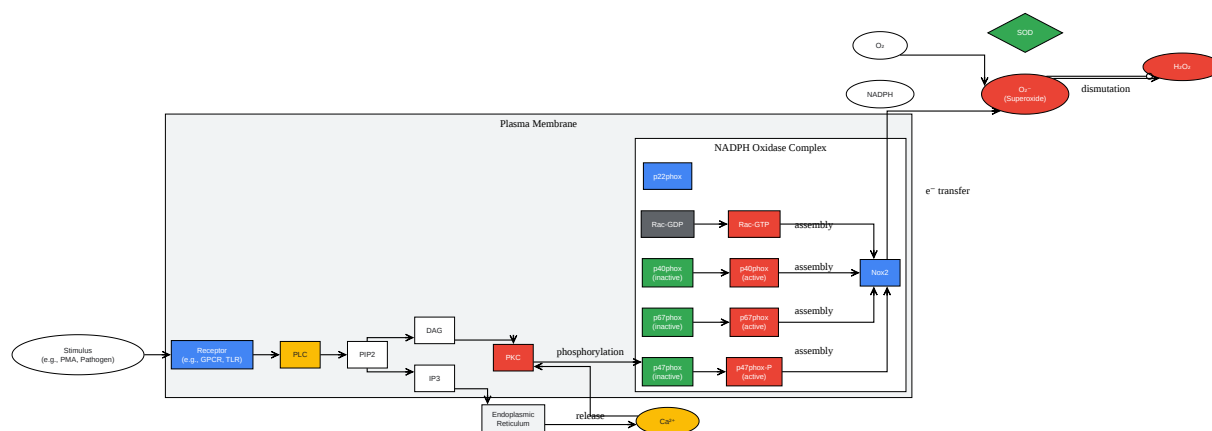 SOD
O₂
H₂O₂
NADPH
O₂⁻
(Superoxide)
dismutation
Plasma Membrane
NADPH Oxidase Complex
p22phox
e⁻ transfer
Rac-GDP
Rac-GTP
assembly
p40phox
(inactive)
p40phox
(active)
assembly
Nox2
p67phox
(inactive)
p67phox
(active)
assembly
DAG
Stimulus
(e.g., PMA, Pathogen)
Receptor
(e.g., GPCR, TLR)
PLC
PIP2
PKC
phosphorylation
assembly
p47phox
(inactive)
p47phox-P
(active)
IP3
Endoplasmic
Reticulum
release
Ca²⁺